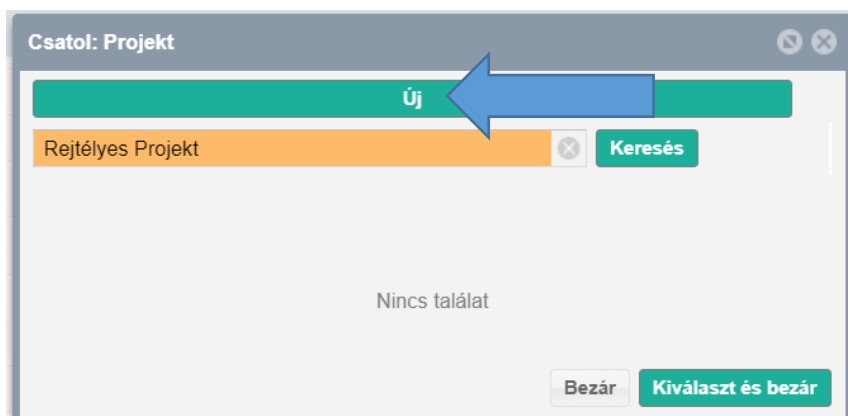 Csatol: Projekt
Új
Rejtélyes Projekt
Keresés
Nincs találat
Bezár
Kiválaszt és bezár